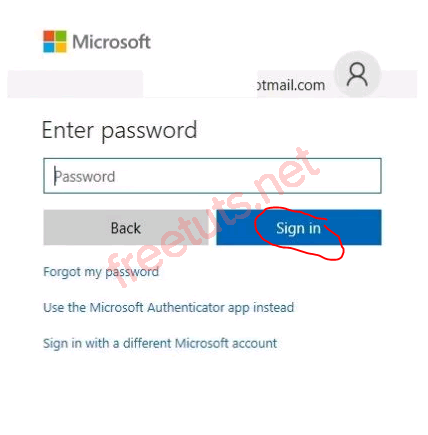 Microsoft
otmail.com
Enter password
Password
Back
Sign in
Forgot my password
Use the Microsoft Authenticator app instead
Sign in with a different Microsoft account
freetuts.net